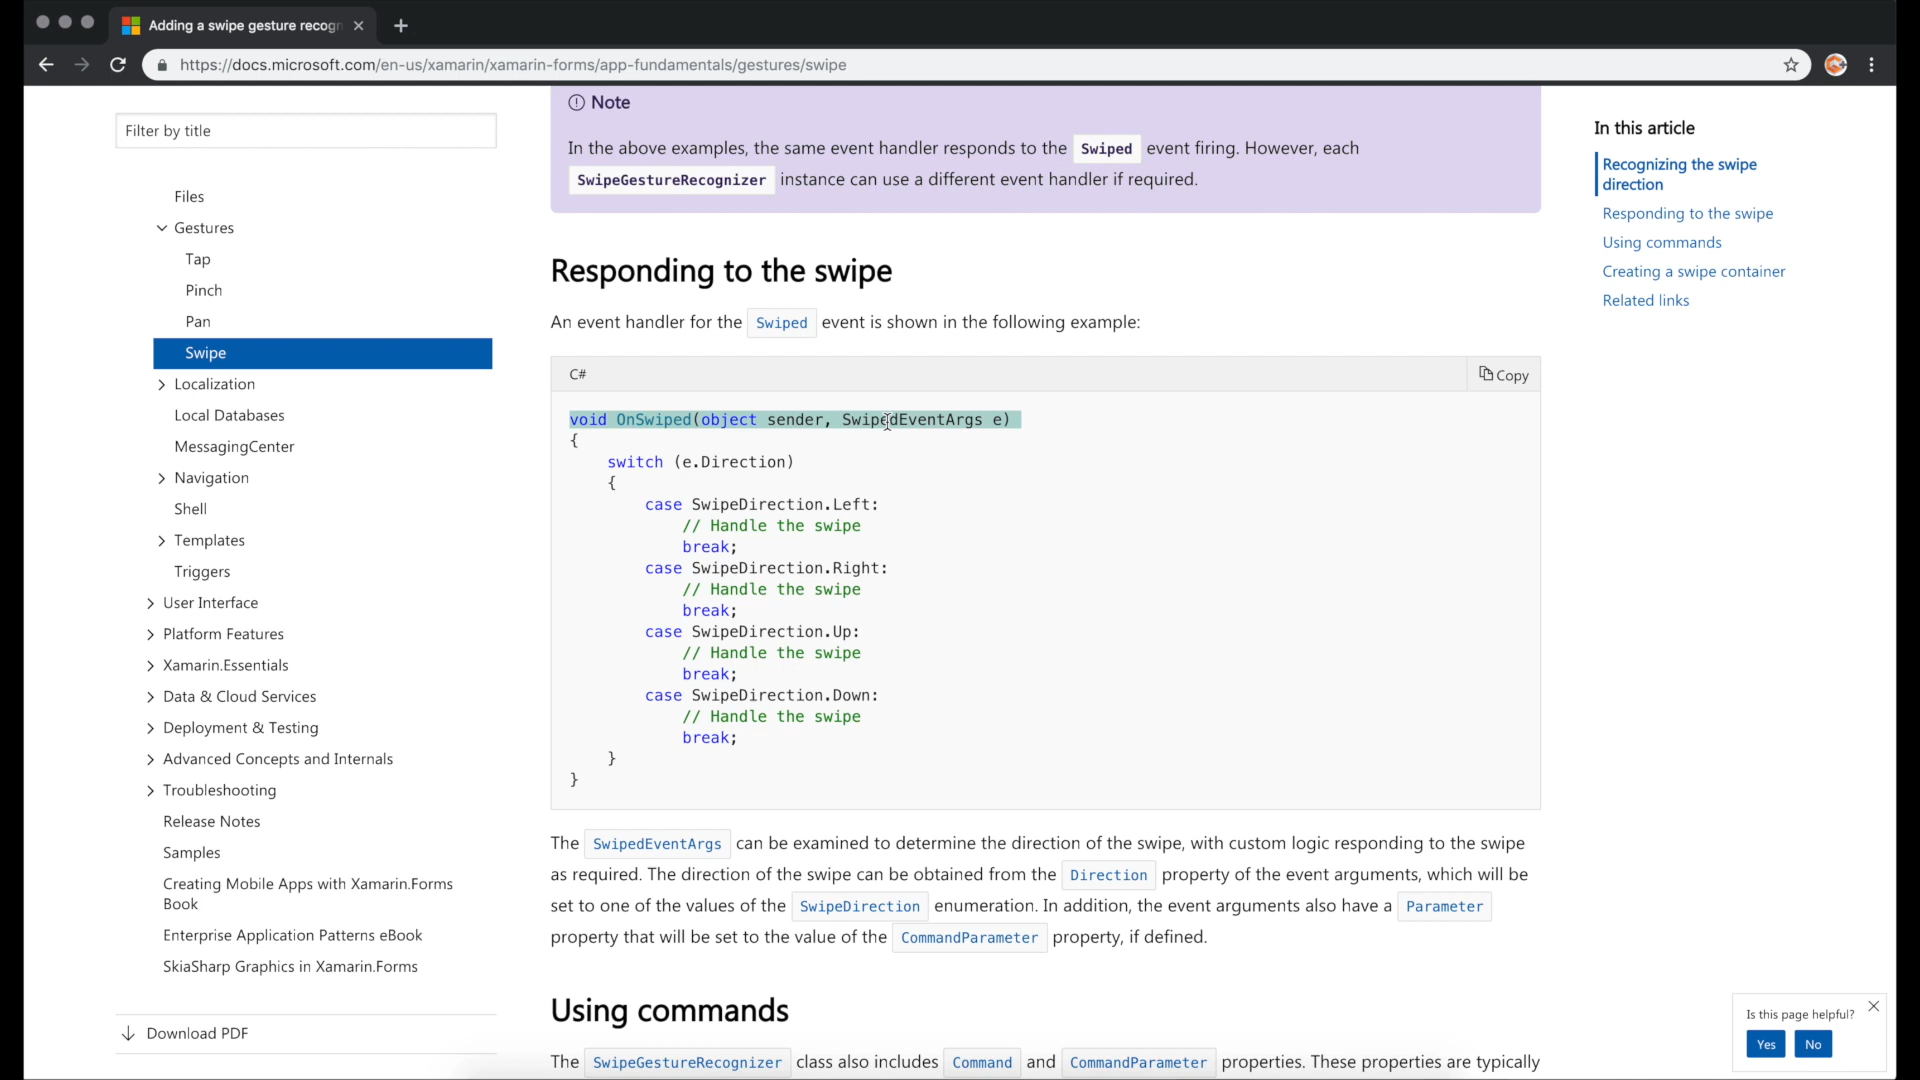 Adding a swipe gesture recogn
https://docs.microsoft.com/en-us/xamarin/xamarin-forms/app-fundamentals/gestures/swipe
Filter by title
Files
Gestures
Tap
Pinch
Pan
Swipe
Localization
Local Databases
MessagingCenter
Navigation
Shell
Templates
Triggers
User Interface
Platform Features
Xamarin.Essentials
Data & Cloud Services
Deployment & Testing
Advanced Concepts and Internals
Troubleshooting
Release Notes
Samples
Creating Mobile Apps with Xamarin.Forms
Book
Enterprise Application Patterns eBook
SkiaSharp Graphics in Xamarin.Forms
Download PDF
Note
In the above examples, the same event handler responds to the Swiped event firing. However, each
SwipeGestureRecognizer instance can use a different event handler if required.
Responding to the swipe
An event handler for the Swiped event is shown in the following example:
C#
Copy
void OnSwiped(object sender, SwipedEventArgs e)
{
    switch (e.Direction)
    {
        case SwipeDirection.Left:
            // Handle the swipe
            break;
        case SwipeDirection.Right:
            // Handle the swipe
            break;
        case SwipeDirection.Up:
            // Handle the swipe
            break;
        case SwipeDirection.Down:
            // Handle the swipe
            break;
    }
}
The SwipedEventArgs can be examined to determine the direction of the swipe, with custom logic responding to the swipe
as required. The direction of the swipe can be obtained from the Direction property of the event arguments, which will be
set to one of the values of the SwipeDirection enumeration. In addition, the event arguments also have a Parameter
property that will be set to the value of the CommandParameter property, if defined.
Using commands
The SwipeGestureRecognizer class also includes Command and CommandParameter properties. These properties are typically
In this article
Recognizing the swipe
direction
Responding to the swipe
Using commands
Creating a swipe container
Related links
Is this page helpful?
Yes
No